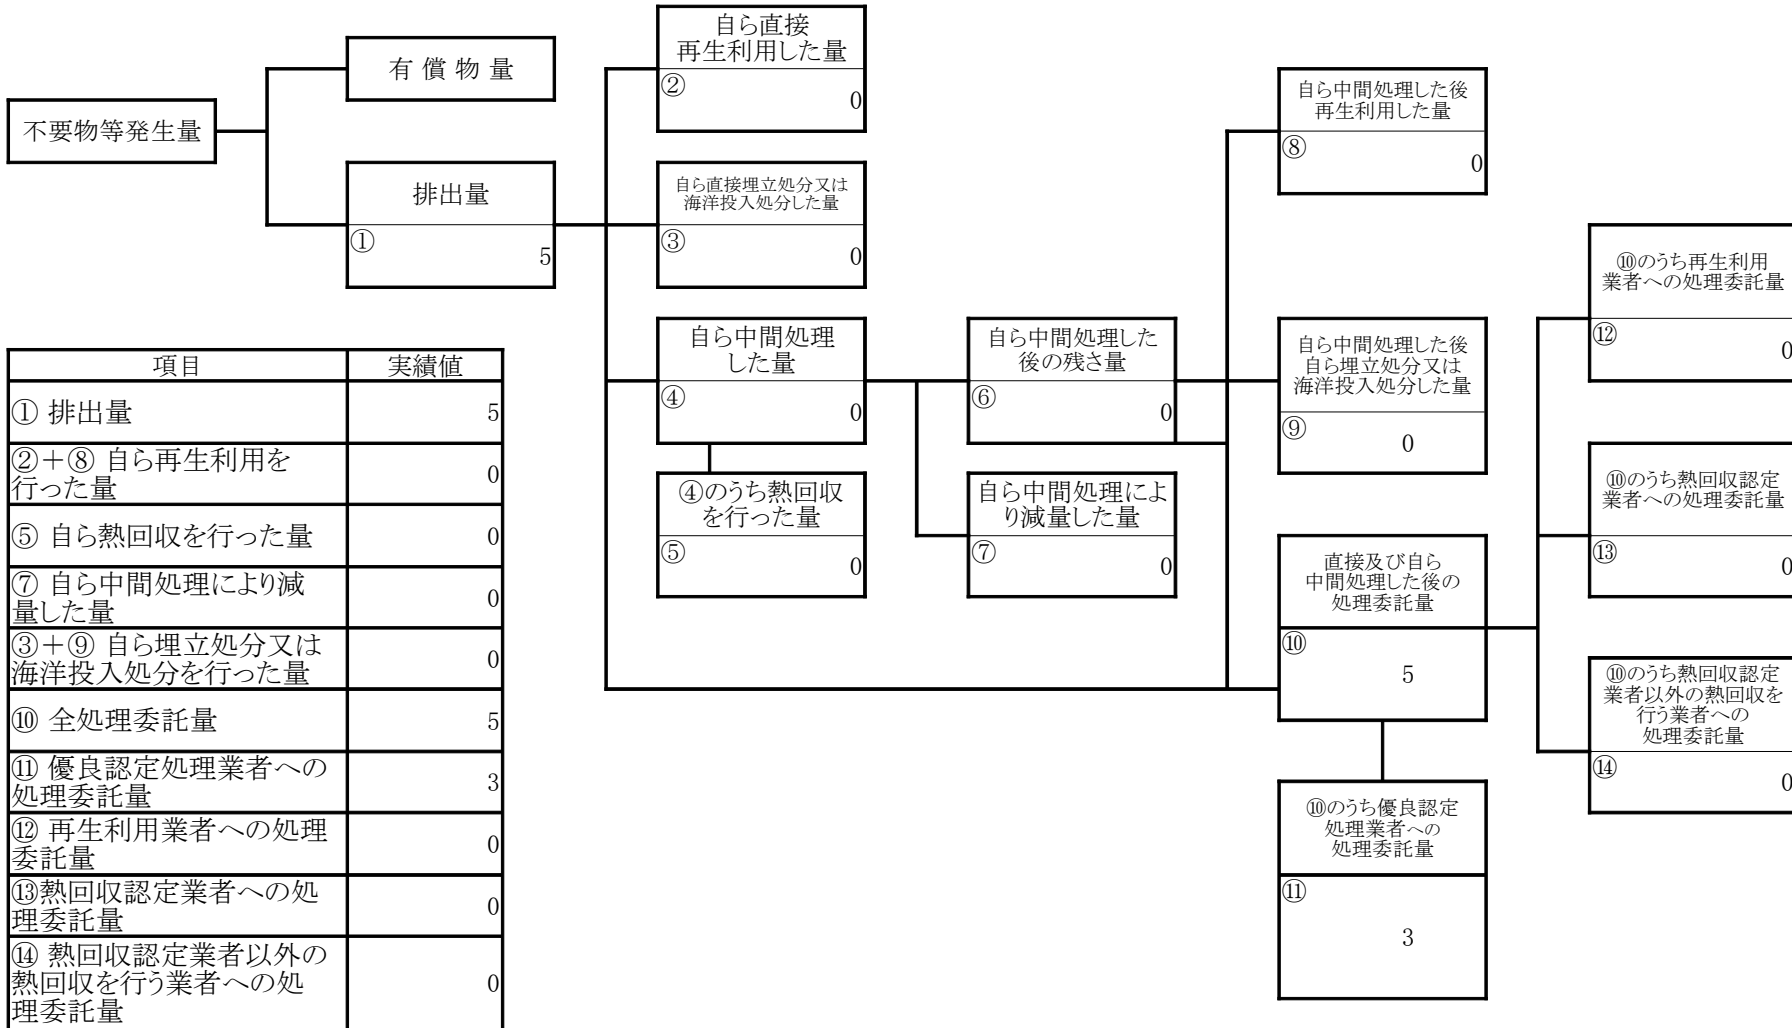 不要物等発生量
有 償 物 量
排出量
①
5
自ら直接
再生利用した量
②
0
自ら直接埋立処分又は
海洋投入処分した量
③
0
自ら中間処理
した量
④
0
④のうち熱回収
を行った量
⑤
0
自ら中間処理した
後の残さ量
⑥
0
自ら中間処理によ
り減量した量
⑦
0
自ら中間処理した後
再生利用した量
⑧
0
自ら中間処理した後
自ら埋立処分又は
海洋投入処分した量
⑨
0
直接及び自ら
中間処理した後の
処理委託量
⑩
5
⑩のうち優良認定
処理業者への
処理委託量
⑪
3
⑩のうち再生利用
業者への処理委託量
⑫
0
⑩のうち熱回収認定
業者への処理委託量
⑬
0
⑩のうち熱回収認定
業者以外の熱回収を
行う業者への
処理委託量
⑭
0
項目 実績値
① 排出量 5
②+⑧ 自ら再生利用を
行った量 0
⑤ 自ら熱回収を行った量 0
⑦ 自ら中間処理により減
量した量 0
③+⑨ 自ら埋立処分又は
海洋投入処分を行った量 0
⑩ 全処理委託量 5
⑪ 優良認定処理業者への
処理委託量 3
⑫ 再生利用業者への処理
委託量 0
⑬熱回収認定業者への処
理委託量 0
⑭ 熱回収認定業者以外の
熱回収を行う業者への処
理委託量 0